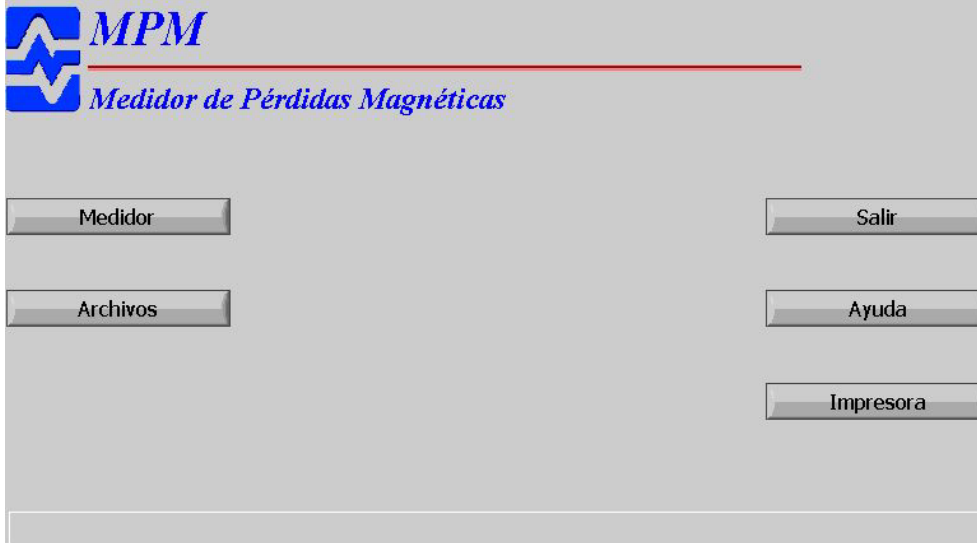 MPM
Medidor de Pérdidas Magnéticas
Medidor
Salir
Archivos
Ayuda
Impresora